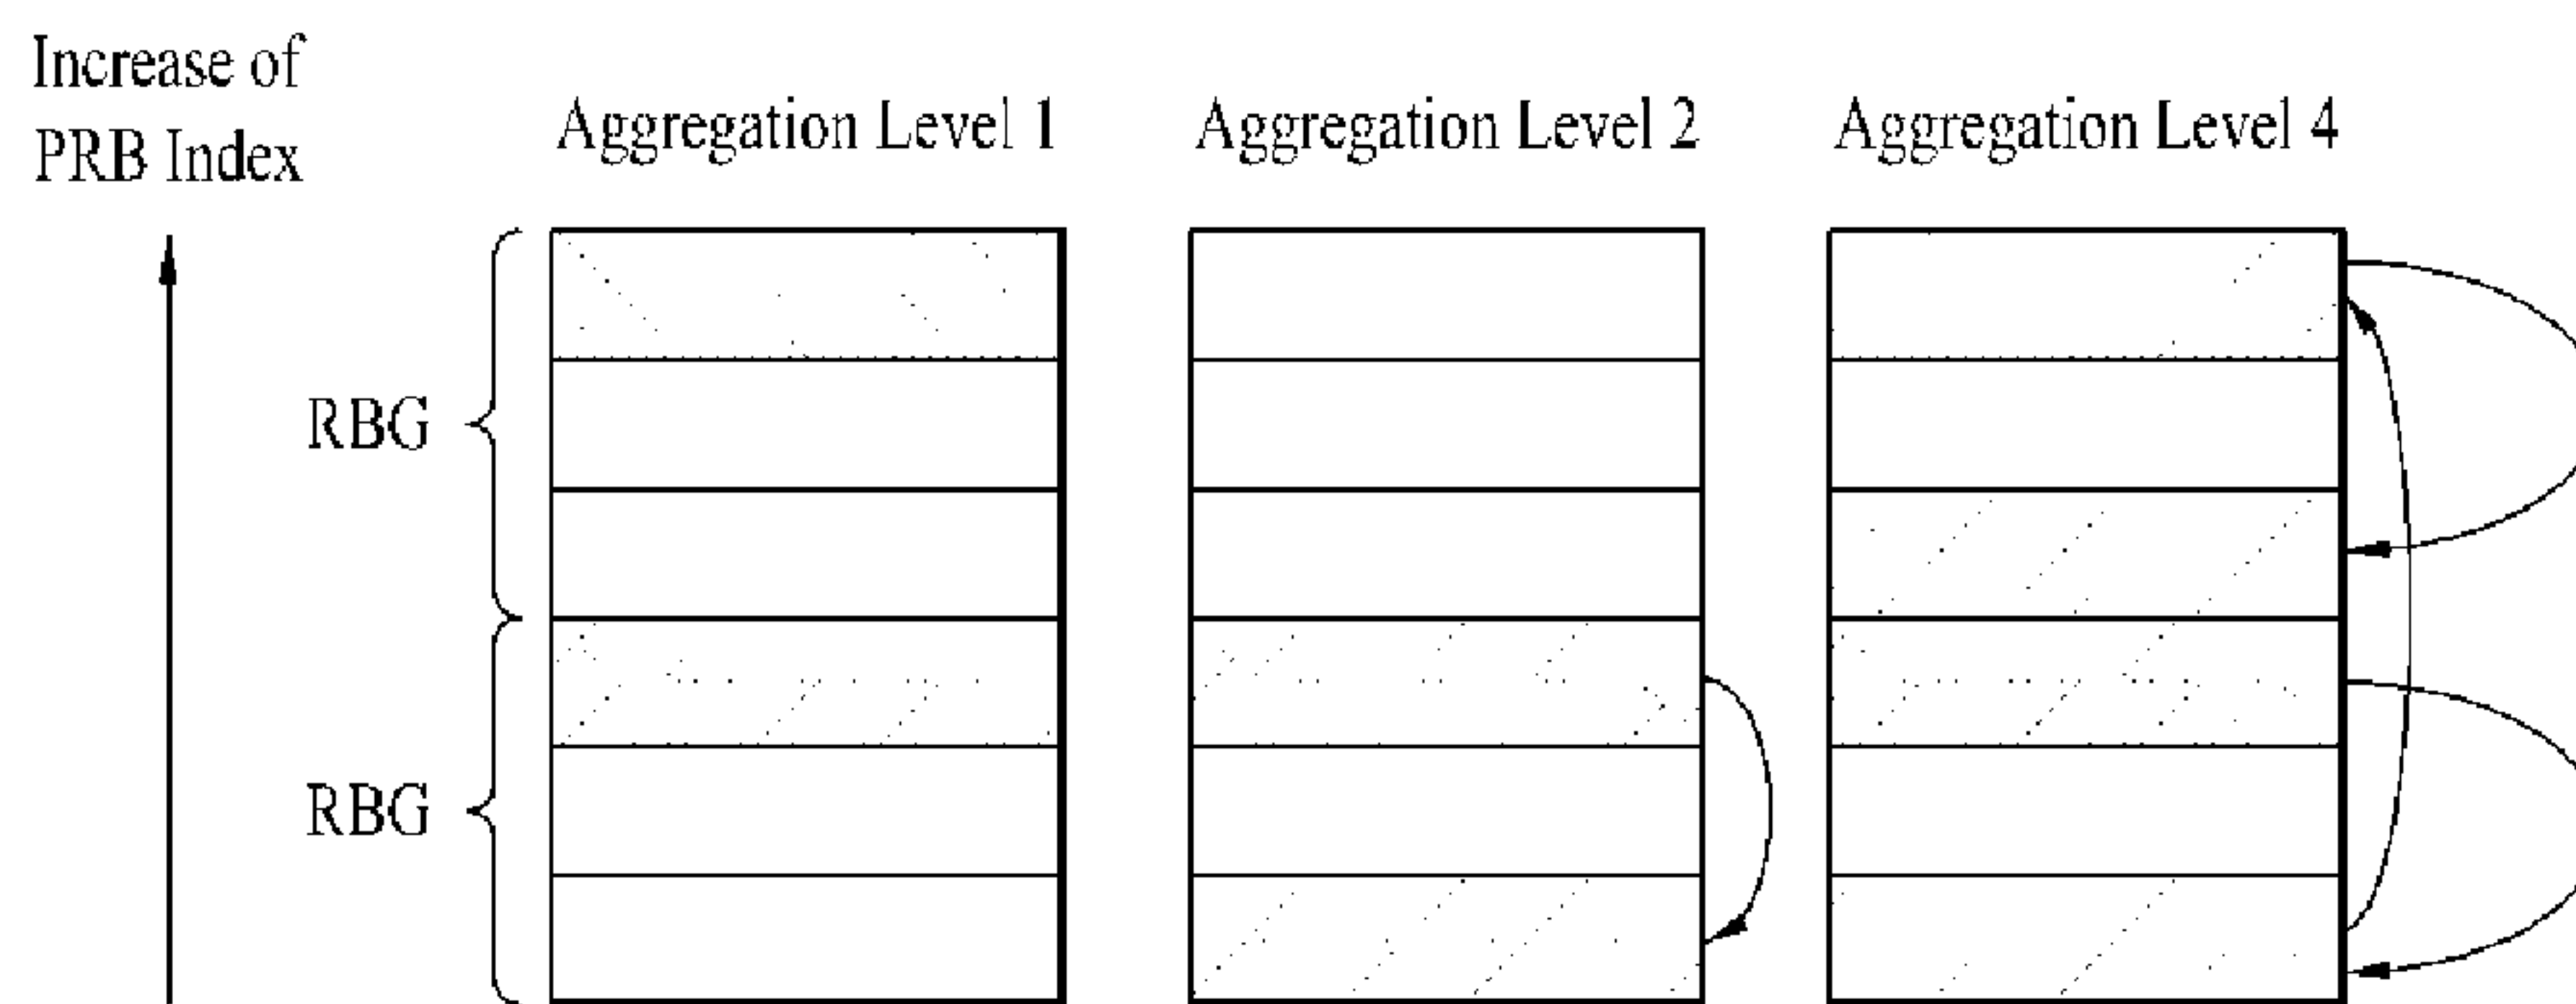 Increase of
PRB Index
Aggregation Level 1
Aggregation Level 2
Aggregation Level 4
RBG
RBG